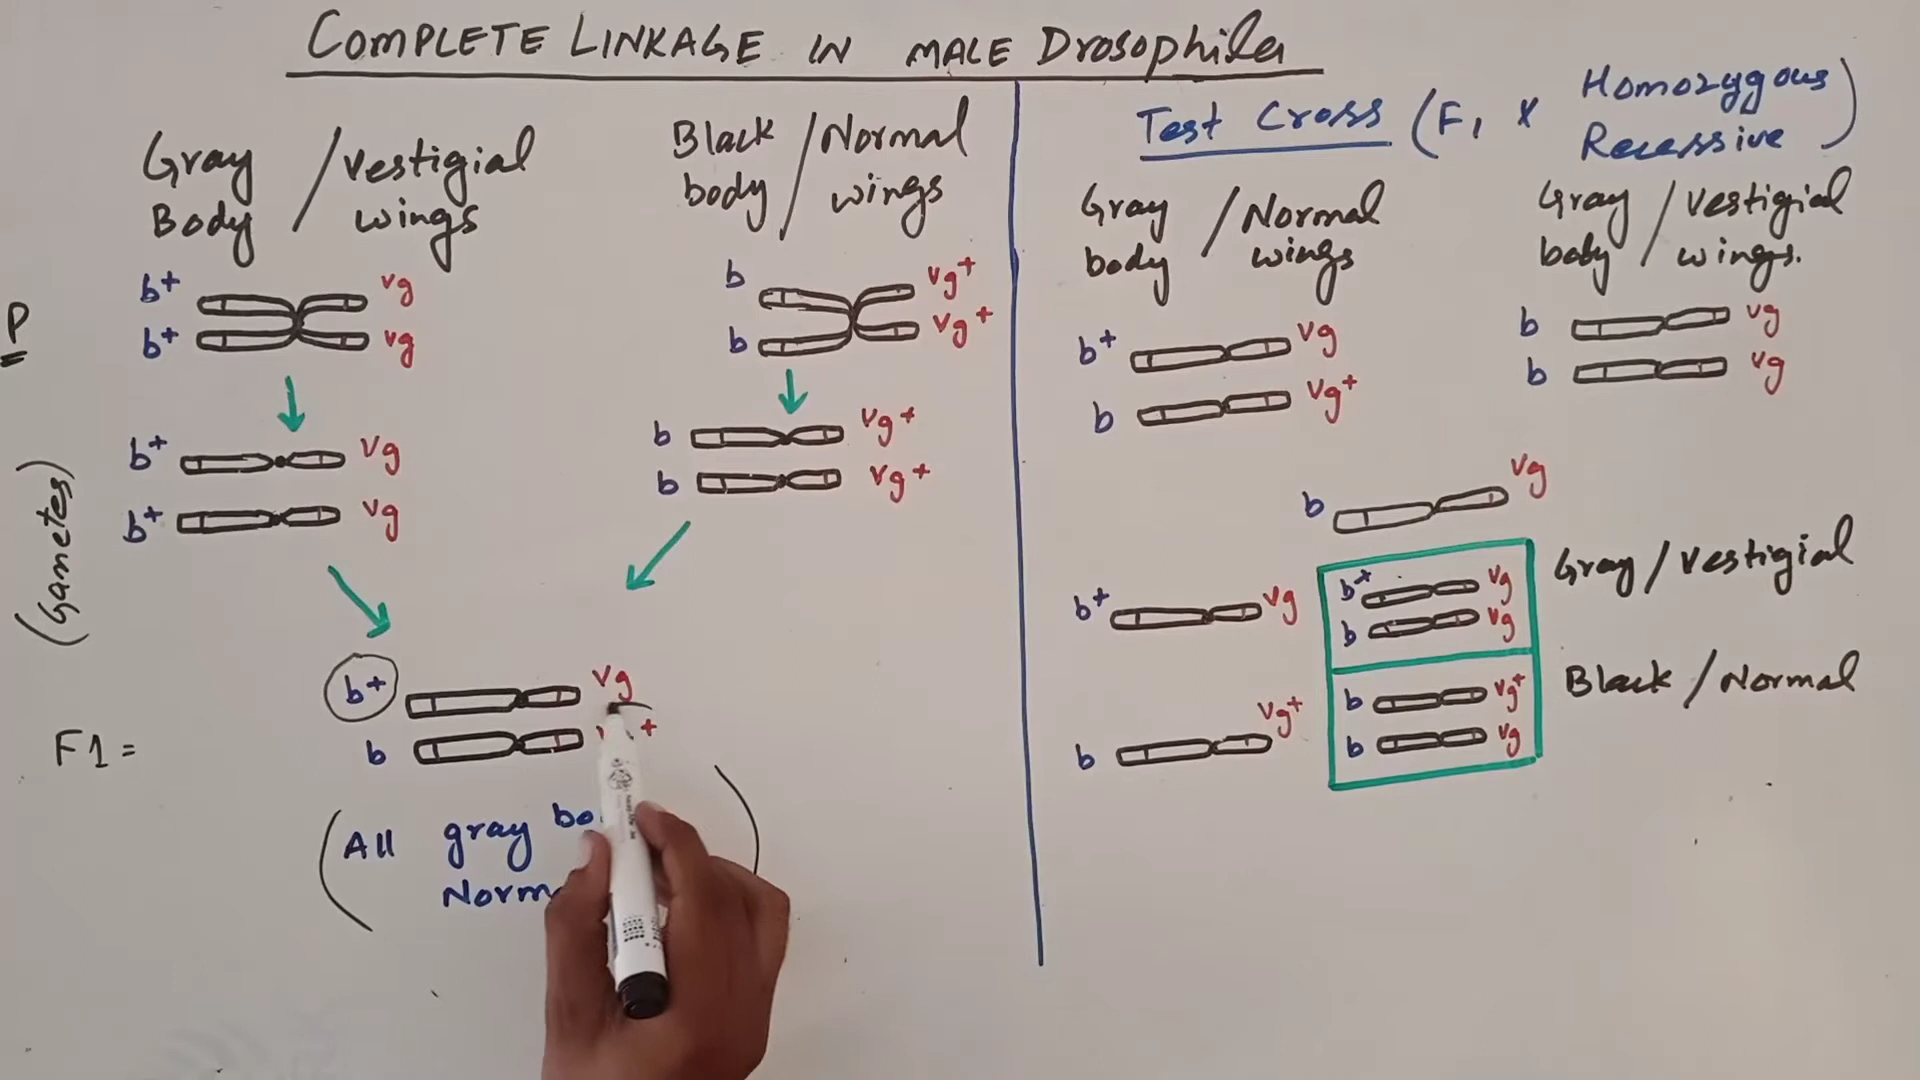 COMPLETE LINKAGE IN MALE Drosophila
Gray Body / Vestigial wings
Black body / Normal wings
P
b+ vg
b+ vg
b vg+
b vg+
(Gametes)
b+ vg
b+ vg
b vg+
b vg+
F1 =
b+ vg
b +
(All gray
Test Cross (F1 × Homozygous Recessive)
Gray body / Normal wings
Gray body / Vestigial wings.
b+ vg
b vg+
b vg
b vg
b vg
b+ vg
b+ vg
b vg
Gray / Vestigial
b vg+
b vg+
b vg
Black / Normal